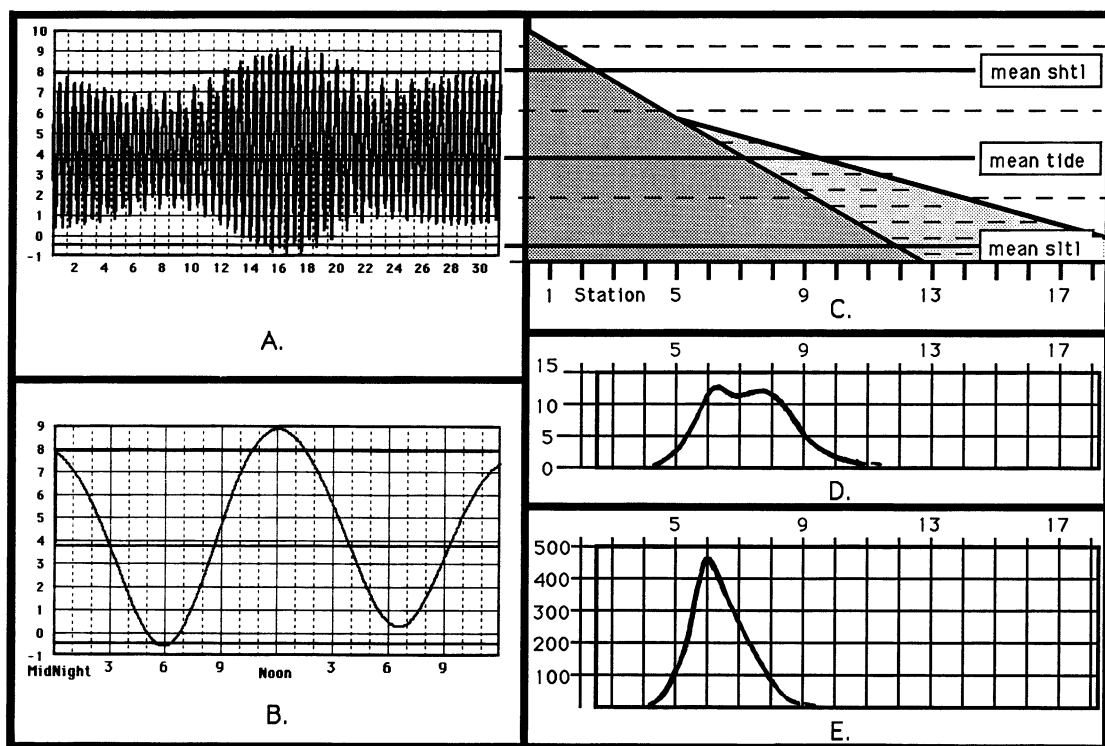 10
9
8
7
6
5
4
3
2
1
0
-1
2 4 6 8 10 12 14 16 18 20 22 24 26 28 30
A.
9
8
7
6
5
4
3
2
1
0
-1
MidNight 3 6 9 Noon 3 6 9
B.
mean shtl
mean tide
mean sltl
1 Station 5 9 13 17
C.
5 9 13 17
15
10
5
0
D.
5 9 13 17
500
400
300
200
100
E.